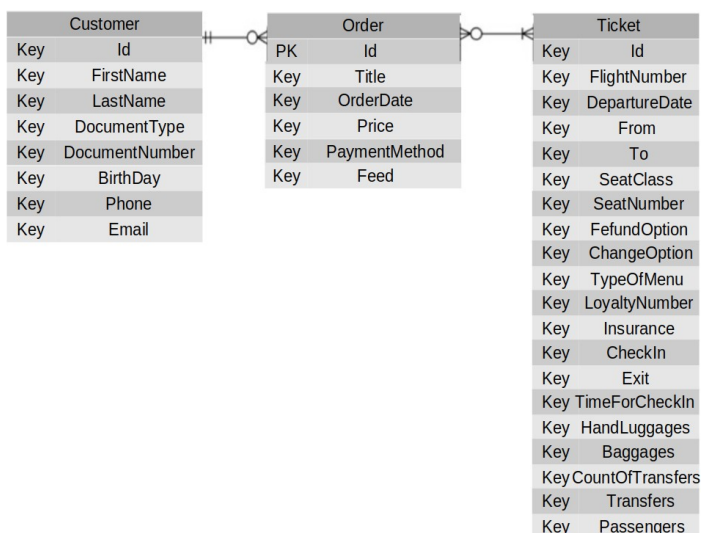 Customer
Key Id
Key FirstName
Key LastName
Key DocumentType
Key DocumentNumber
Key BirthDay
Key Phone
Key Email
Order
PK Id
Key Title
Key OrderDate
Key Price
Key PaymentMethod
Key Feed
Ticket
Key Id
Key FlightNumber
Key DepartureDate
Key From
Key To
Key SeatClass
Key SeatNumber
Key FefundOption
Key ChangeOption
Key TypeOfMenu
Key LoyaltyNumber
Key Insurance
Key CheckIn
Key Exit
Key TimeForCheckIn
Key HandLuggages
Key Baggages
Key CountOfTransfers
Key Transfers
Key Passengers